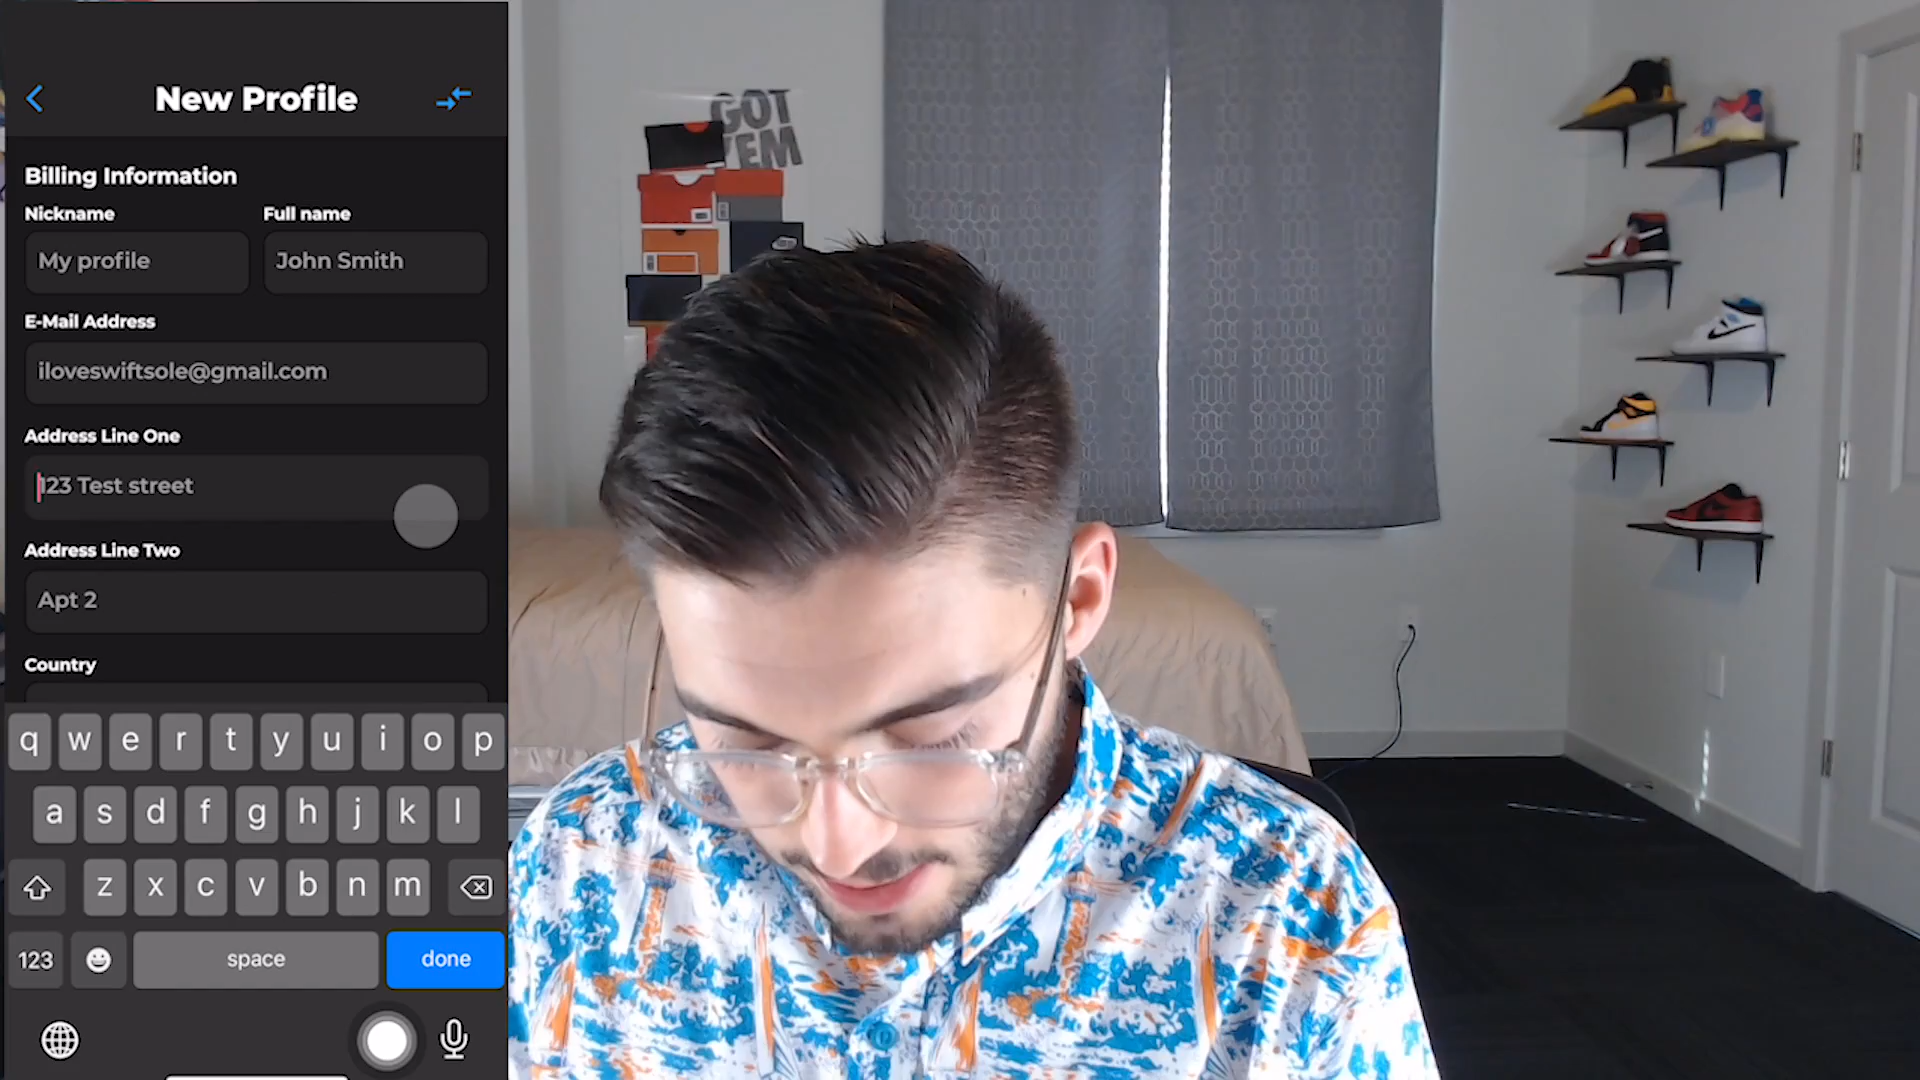 New Profile
Billing Information
Nickname
Full name
My profile
John Smith
E-Mail Address
iloveswiftsole@gmail.com
Address Line One
123 Test street
Address Line Two
Apt 2
Country
q w e r t y u i o p
a s d f g h j k l
z x c v b n m
123
space
done
GOT
'EM